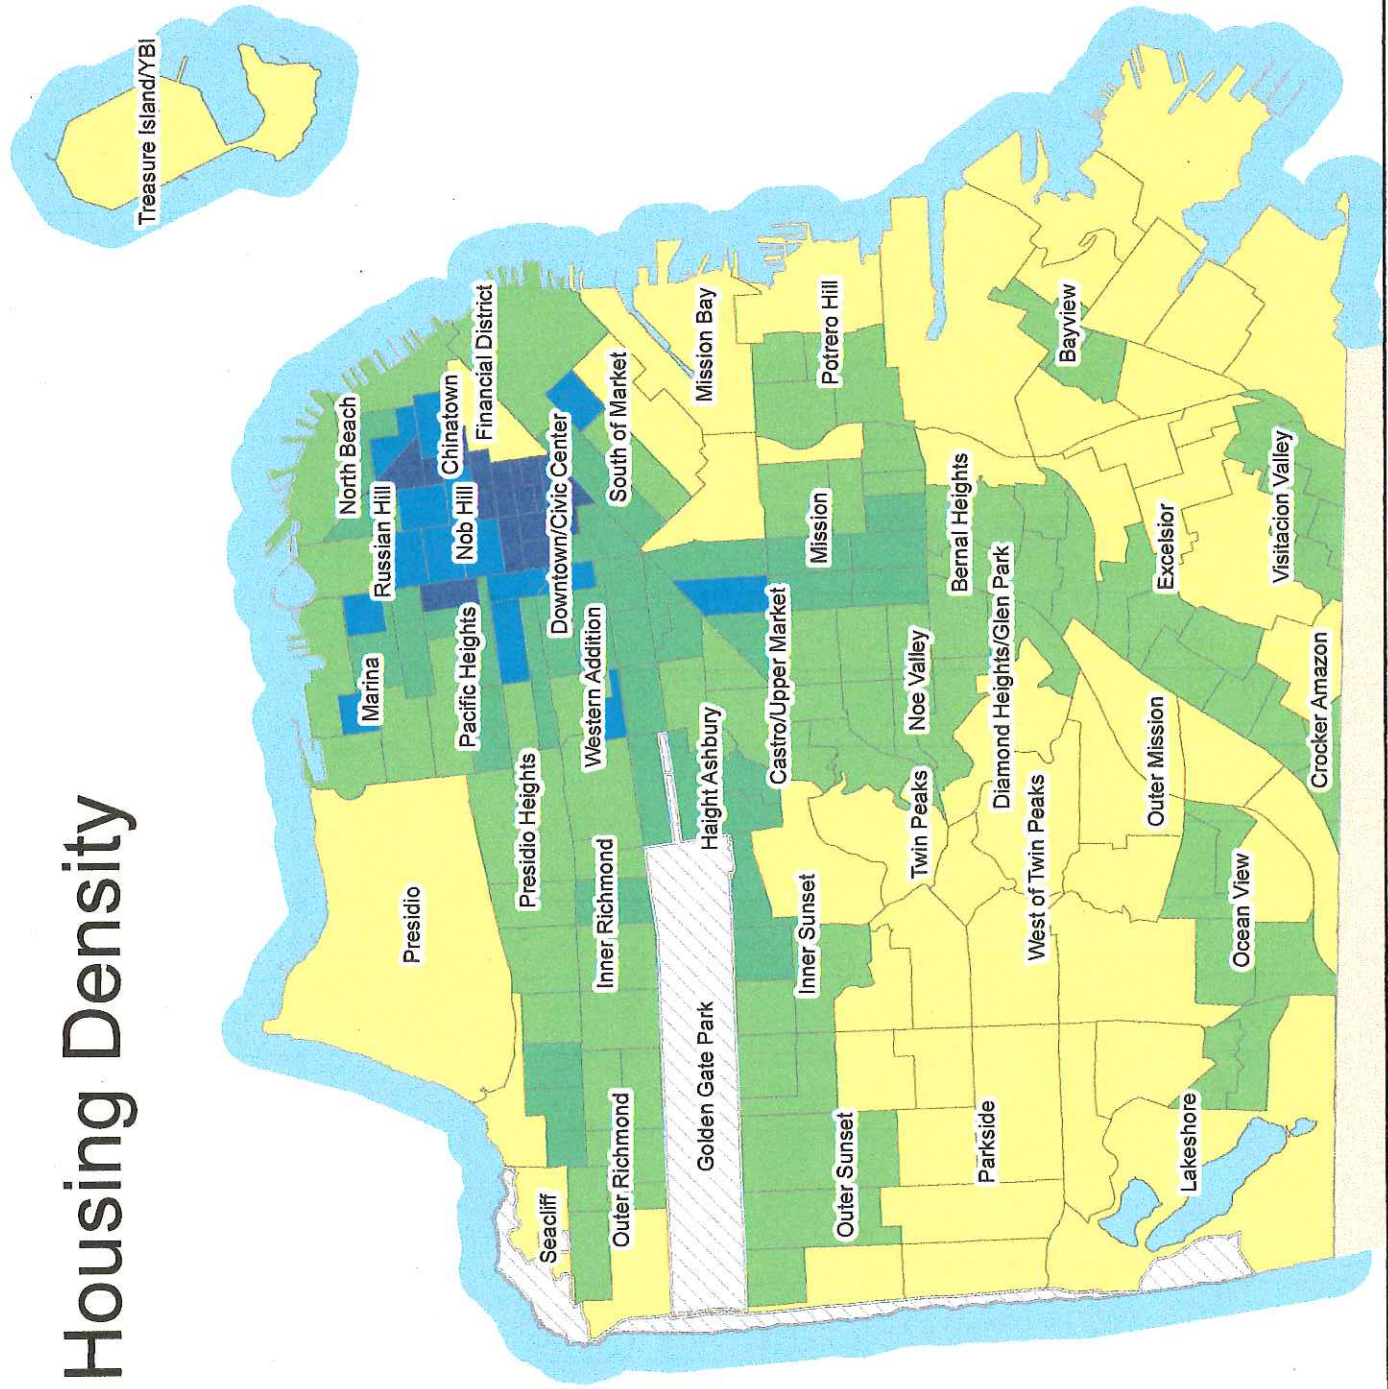 Housing Density
Treasure Island/YBI
North Beach
Chinatown
Financial District
Russian Hill
Nob Hill
Downtown/Civic Center
South of Market
Mission Bay
Marina
Pacific Heights
Western Addition
Presidio
Presidio Heights
Inner Richmond
Haight Ashbury
Castro/Upper Market
Mission
Potrero Hill
Seacliff
Outer Richmond
Golden Gate Park
Inner Sunset
Twin Peaks
Noe Valley
Diamond Heights/Glen Park
Bernal Heights
Bayview
Outer Sunset
Parkside
West of Twin Peaks
Outer Mission
Excelsior
Visitacion Valley
Lakeshore
Ocean View
Crocker Amazon